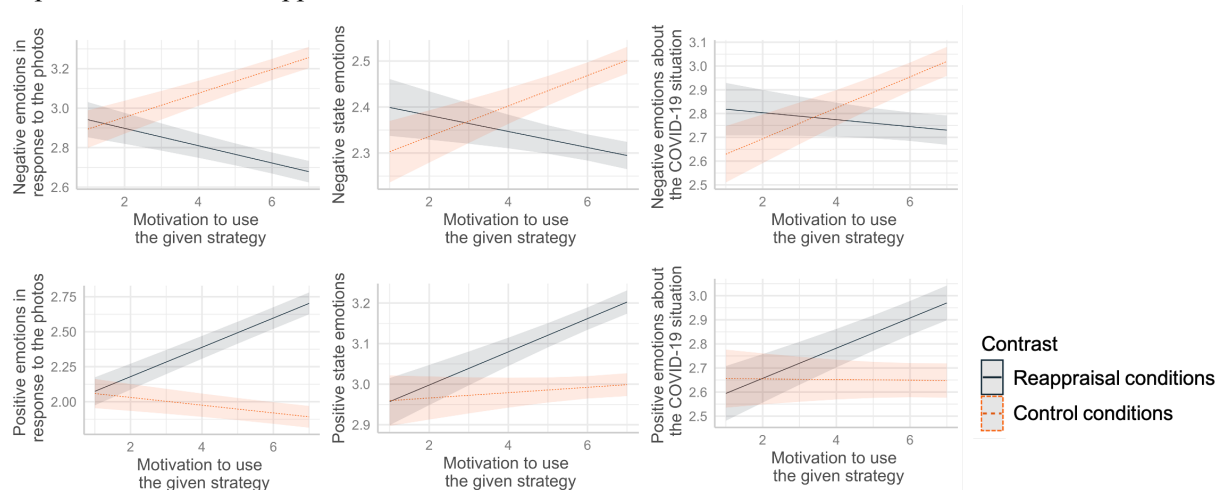 Negative emotions in
response to the photos
3.2
3.0
2.8
2.6
2
4
6
Motivation to use
the given strategy
Negative state emotions
2.5
2.4
2.3
2
4
6
Motivation to use
the given strategy
Negative emotions about
the COVID-19 situation
3.1
3.0
2.9
2.8
2.7
2.6
2.5
2
4
6
Motivation to use
the given strategy
Positive emotions in
response to the photos
2.75
2.50
2.25
2.00
2
4
6
Motivation to use
the given strategy
Positive state emotions
3.2
3.1
3.0
2.9
2
4
6
Motivation to use
the given strategy
Positive emotions about
the COVID-19 situation
3.0
2.9
2.8
2.7
2.6
2.5
2
4
6
Motivation to use
the given strategy
Contrast
Reappraisal conditions
Control conditions